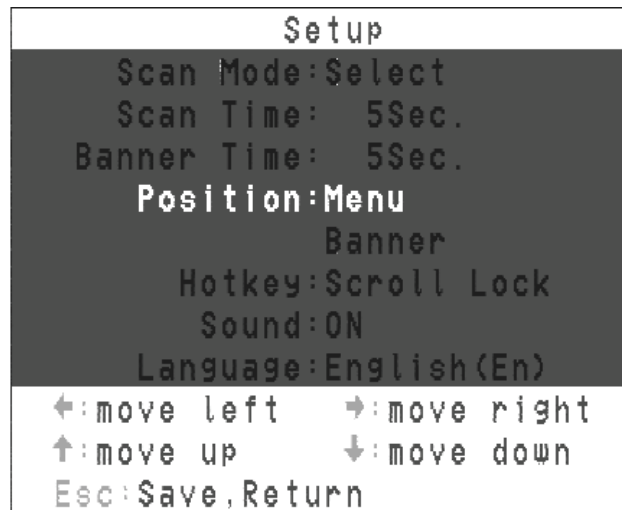 Setup
Scan Mode:Select
Scan Time: 5Sec.
Banner Time: 5Sec.
Position:Menu
Banner
Hotkey:Scroll Lock
Sound:ON
Language:English(En)
←:move left →:move right
↑:move up ↓:move down
Esc:Save,Return